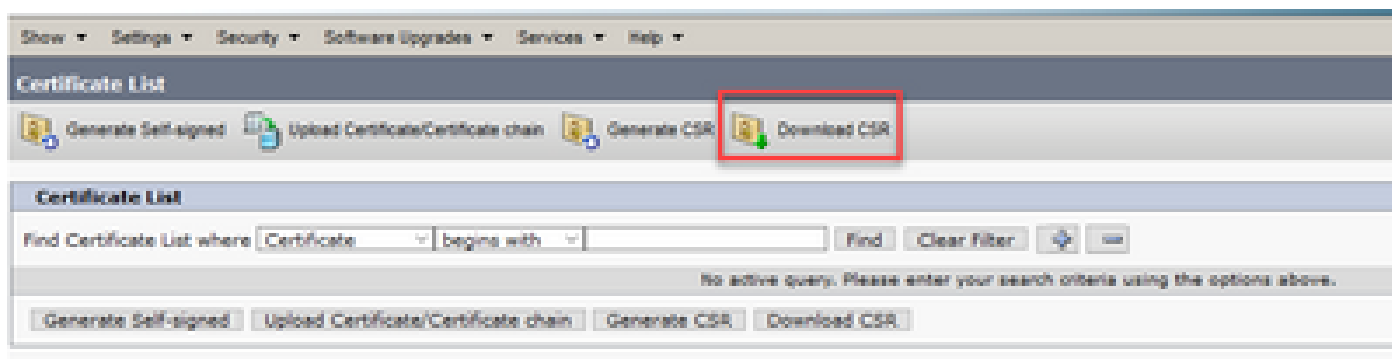 Show Settings Security Software Upgrades Services Help
Certificate List
Generate Self-signed Upload Certificate/Certificate chain Generate CSR Download CSR
Certificate List
Find Certificate List where Certificate begins with Find Clear Filter
No active query. Please enter your search criteria using the options above.
Generate Self-signed Upload Certificate/Certificate chain Generate CSR Download CSR